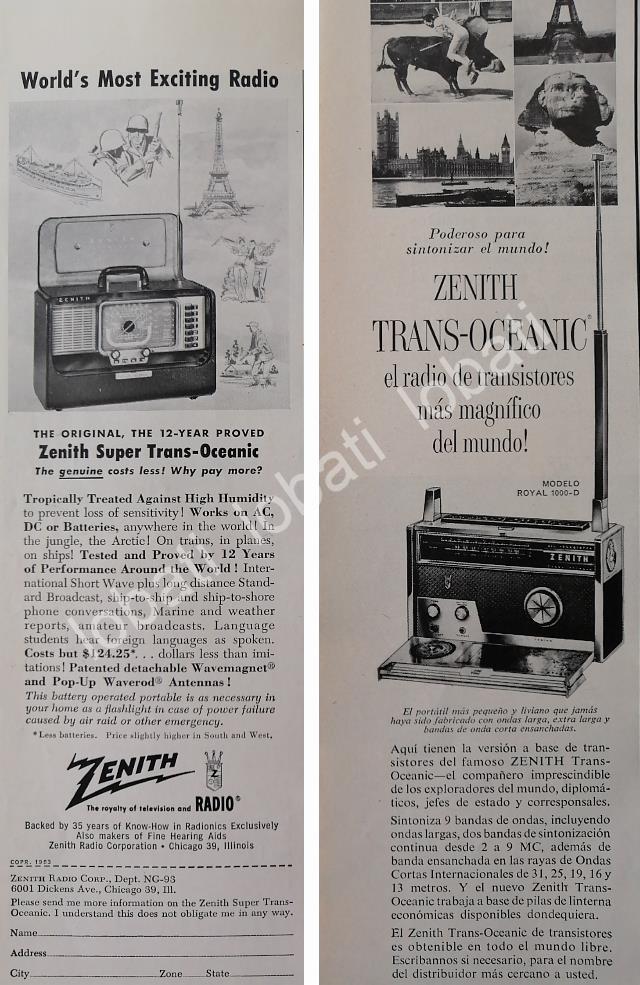 World's Most Exciting Radio
ZENITH
THE ORIGINAL, THE 12-YEAR PROVED
Zenith Super Trans-Oceanic
The genuine costs less! Why pay more?
Tropically Treated Against High Humidity
to prevent loss of sensitivity! Works on AC,
DC or Batteries, anywhere in the world! In
the jungle, the Arctic! On trains, in planes,
on ships! Tested and Proved by 12 Years
of Performance Around the World! Inter-
national Short Wave plus long distance Stand-
ard Broadcast, ship-to-ship and ship-to-shore
phone conversations, Marine and weather
reports, amateur broadcasts. Language
students hear foreign languages as spoken.
Costs but $124.25*. . . dollars less than imi-
tations! Patented detachable Wavemagnet®
and Pop-Up Waverod® Antennas!
This battery operated portable is as necessary in
your home as a flashlight in case of power failure
caused by air raid or other emergency.
*Less batteries. Price slightly higher in South and West.
ZENITH
The royalty of television and RADIO®
Backed by 35 years of Know-How in Radionics Exclusively
Also makers of Fine Hearing Aids
Zenith Radio Corporation • Chicago 39, Illinois
COPR. 1953
ZENITH RADIO CORP., Dept. NG-93
6001 Dickens Ave., Chicago 39, Ill.
Please send me more information on the Zenith Super Trans-
Oceanic. I understand this does not obligate me in any way.
Name
Address
City Zone State
Poderoso para
sintonizar el mundo!
ZENITH
TRANS-OCEANIC®
el radio de transistores
más magnífico
del mundo!
MODELO
ROYAL 1000-D
ZENITH
El portátil más pequeño y liviano que jamás
haya sido fabricado con ondas larga, extra larga y
bandas de onda corta ensanchadas.
Aquí tienen la versión a base de tran-
sistores del famoso ZENITH Trans-
Oceanic—el compañero imprescindible
de los exploradores del mundo, diplomá-
ticos, jefes de estado y corresponsales.
Sintoniza 9 bandas de ondas, incluyendo
ondas largas, dos bandas de sintonización
continua desde 2 a 9 MC, además de
banda ensanchada en las rayas de Ondas
Cortas Internacionales de 31, 25, 19, 16 y
13 metros. Y el nuevo Zenith Trans-
Oceanic trabaja a base de pilas de linterna
económicas disponibles dondequiera.
El Zenith Trans-Oceanic de transistores
es obtenible en todo el mundo libre.
Escríbannos si necesario, para el nombre
del distribuidor más cercano a usted.
lobati lobati lobati